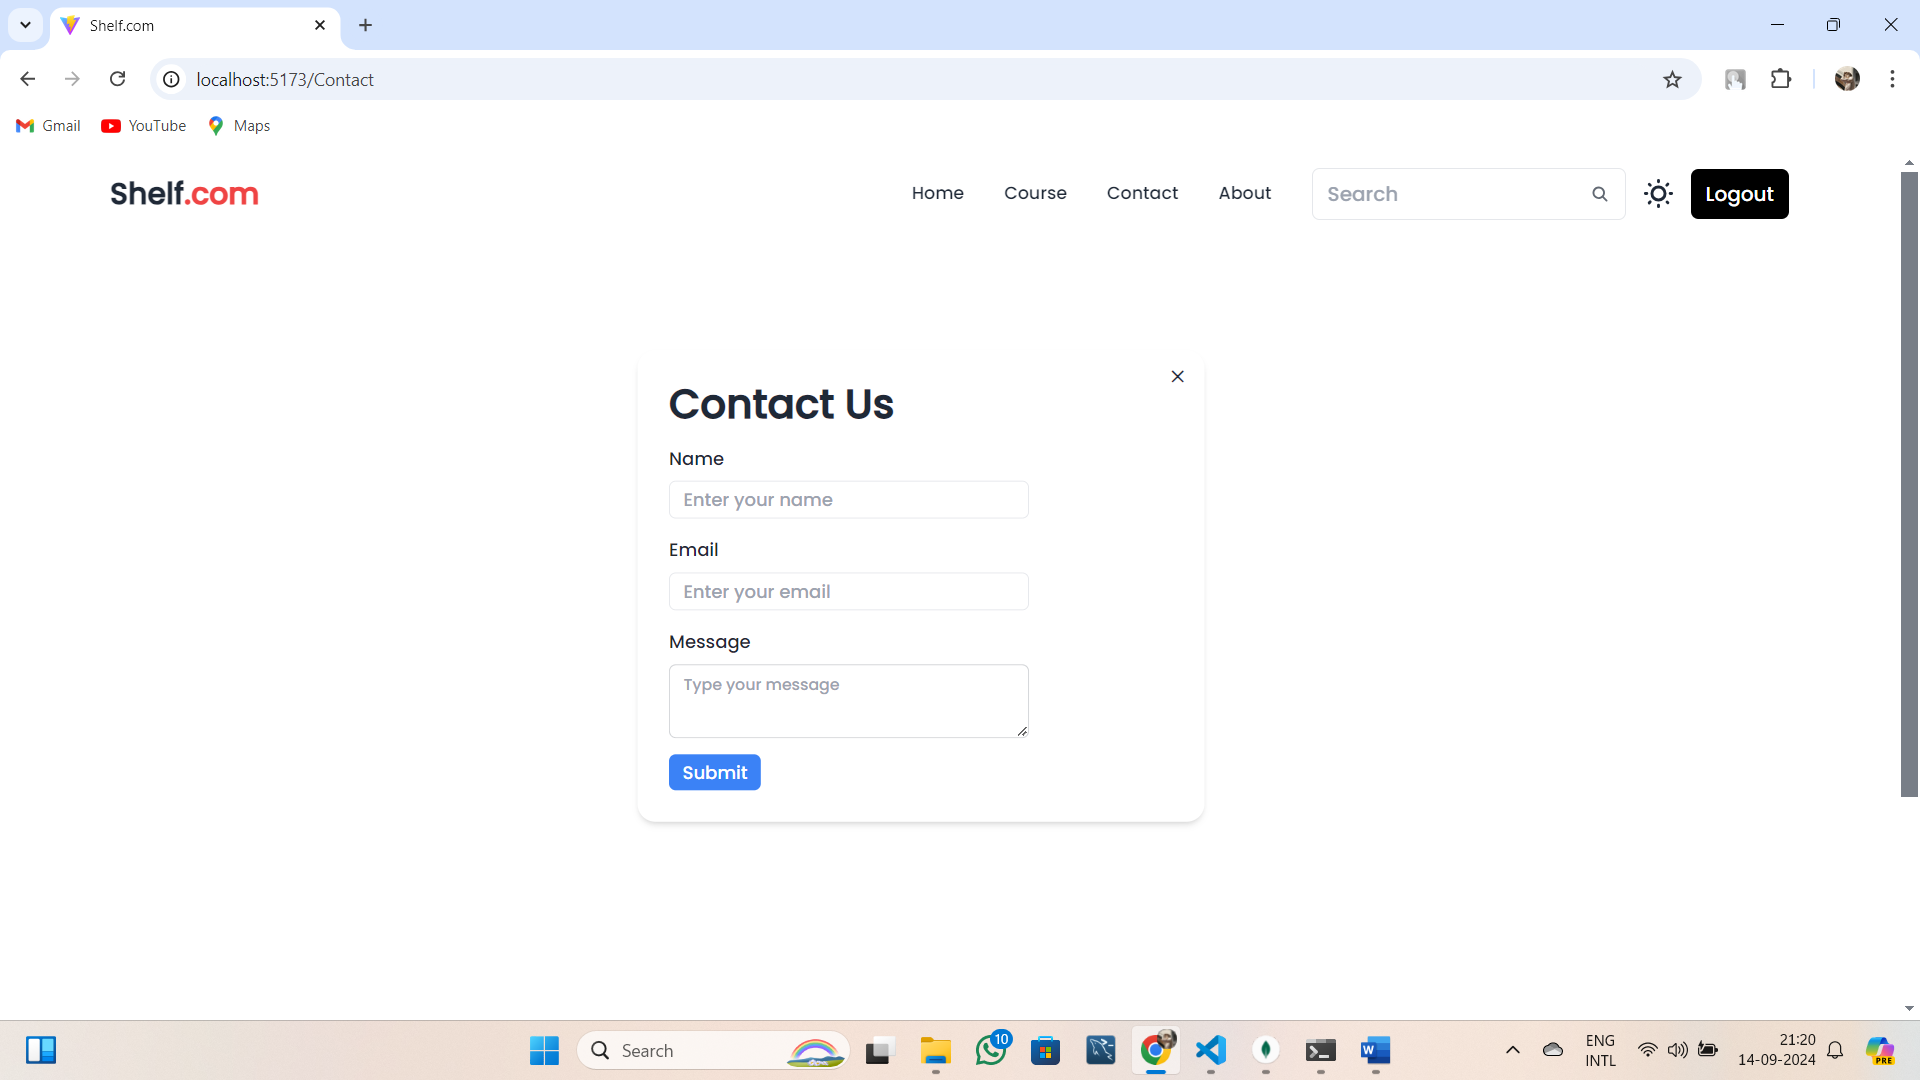 Shelf.com
localhost:5173/Contact
Gmail YouTube Maps
Shelf.com Home Course Contact About Search Logout
Contact Us
Name
Enter your name
Email
Enter your email
Message
Type your message
Submit
Search
10
W
ENG
INTL
21:20
14-09-2024
PRE